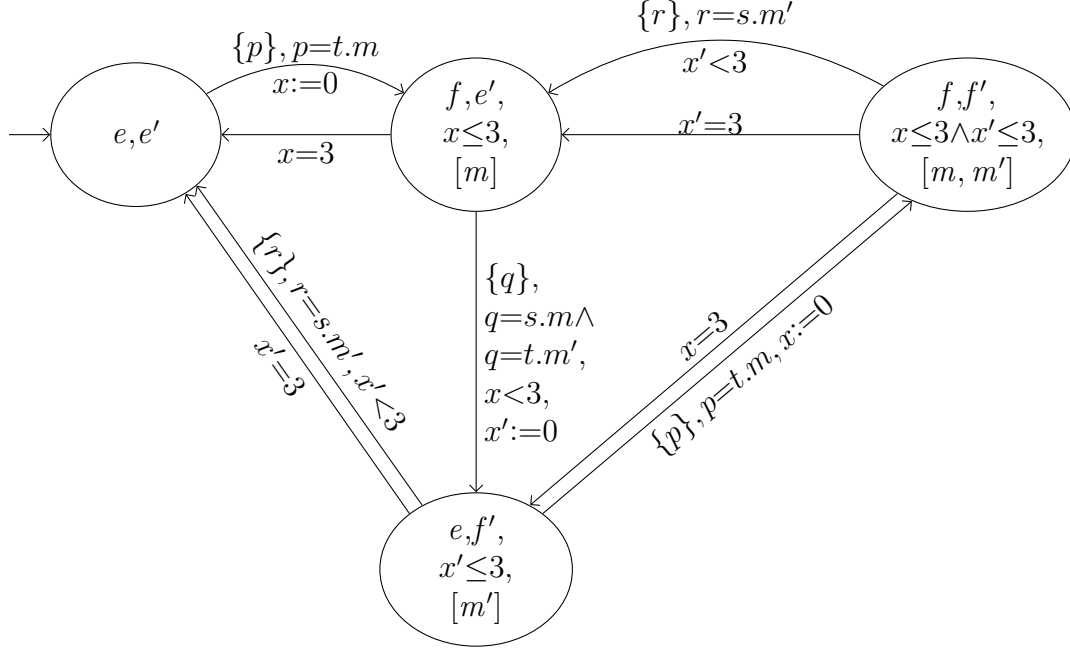 {r}, r=s.m′
{p}, p=t.m
x:=0
x′<3
e,e′
f,e′,
x≤3,
[m]
x=3
x′=3
f,f′,
x≤3∧x′≤3,
[m, m′]
{r}, r=s.m′, x′<3
x′=3
{q},
q=s.m∧
q=t.m′,
x<3,
x′:=0
x=3
{p}, p=t.m, x:=0
e,f′,
x′≤3,
[m′]